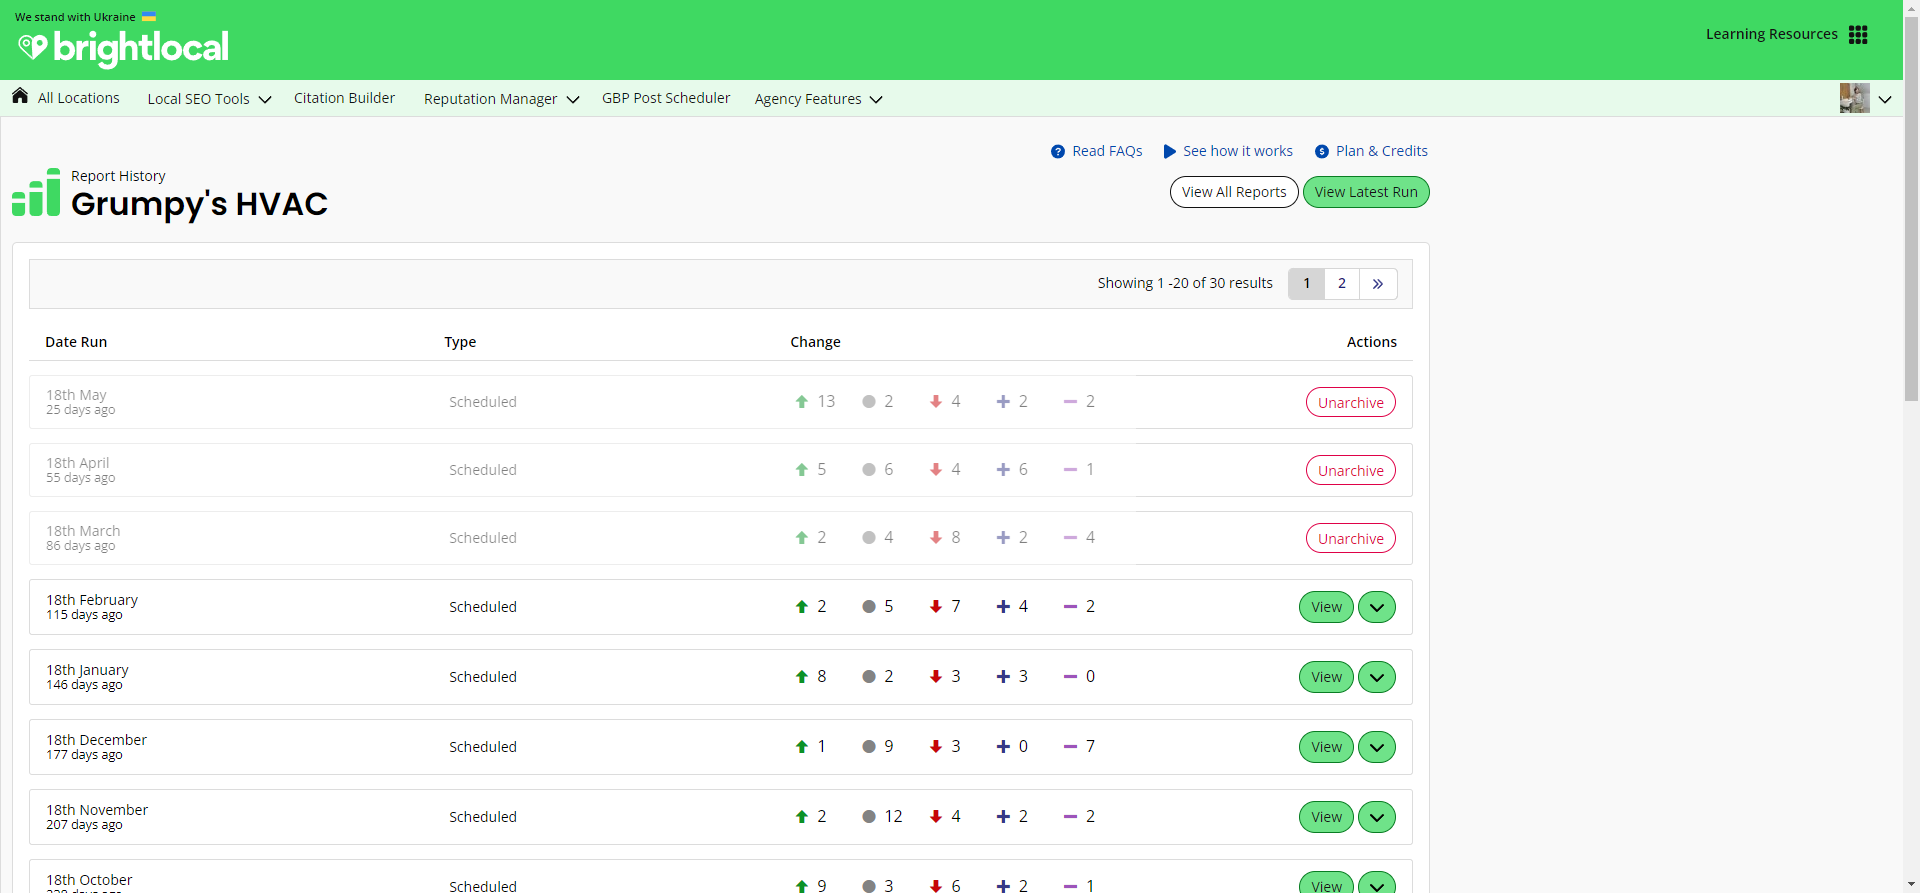 We stand with Ukraine
brightlocal
Learning Resources
All Locations Local SEO Tools Citation Builder Reputation Manager GBP Post Scheduler Agency Features
Read FAQs See how it works Plan & Credits
Report History
Grumpy's HVAC
View All Reports View Latest Run
Showing 1 -20 of 30 results 1 2 »
Date Run Type Change Actions
18th May
25 days ago
Scheduled 13 2 4 2 2 Unarchive
18th April
55 days ago
Scheduled 5 6 4 6 1 Unarchive
18th March
86 days ago
Scheduled 2 4 8 2 4 Unarchive
18th February
115 days ago
Scheduled 2 5 7 4 2 View
18th January
146 days ago
Scheduled 8 2 3 3 0 View
18th December
177 days ago
Scheduled 1 9 3 0 7 View
18th November
207 days ago
Scheduled 2 12 4 2 2 View
18th October
Scheduled 9 3 6 2 1 View